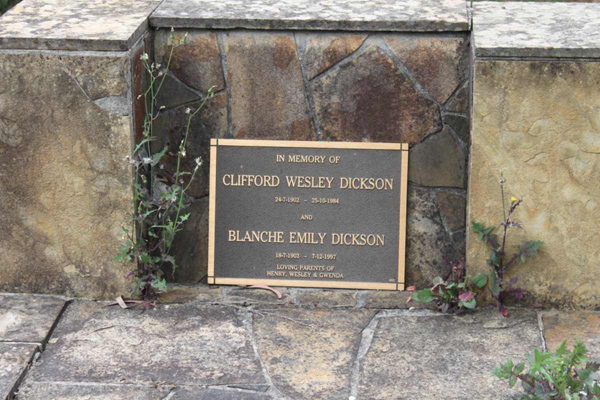 IN MEMORY OF
CLIFFORD WESLEY DICKSON
24-7-1902 - 25-10-1984
AND
BLANCHE EMILY DICKSON
18-7-1902 - 7-12-1997
LOVING PARENTS OF
HENRY, WESLEY & GWENDA